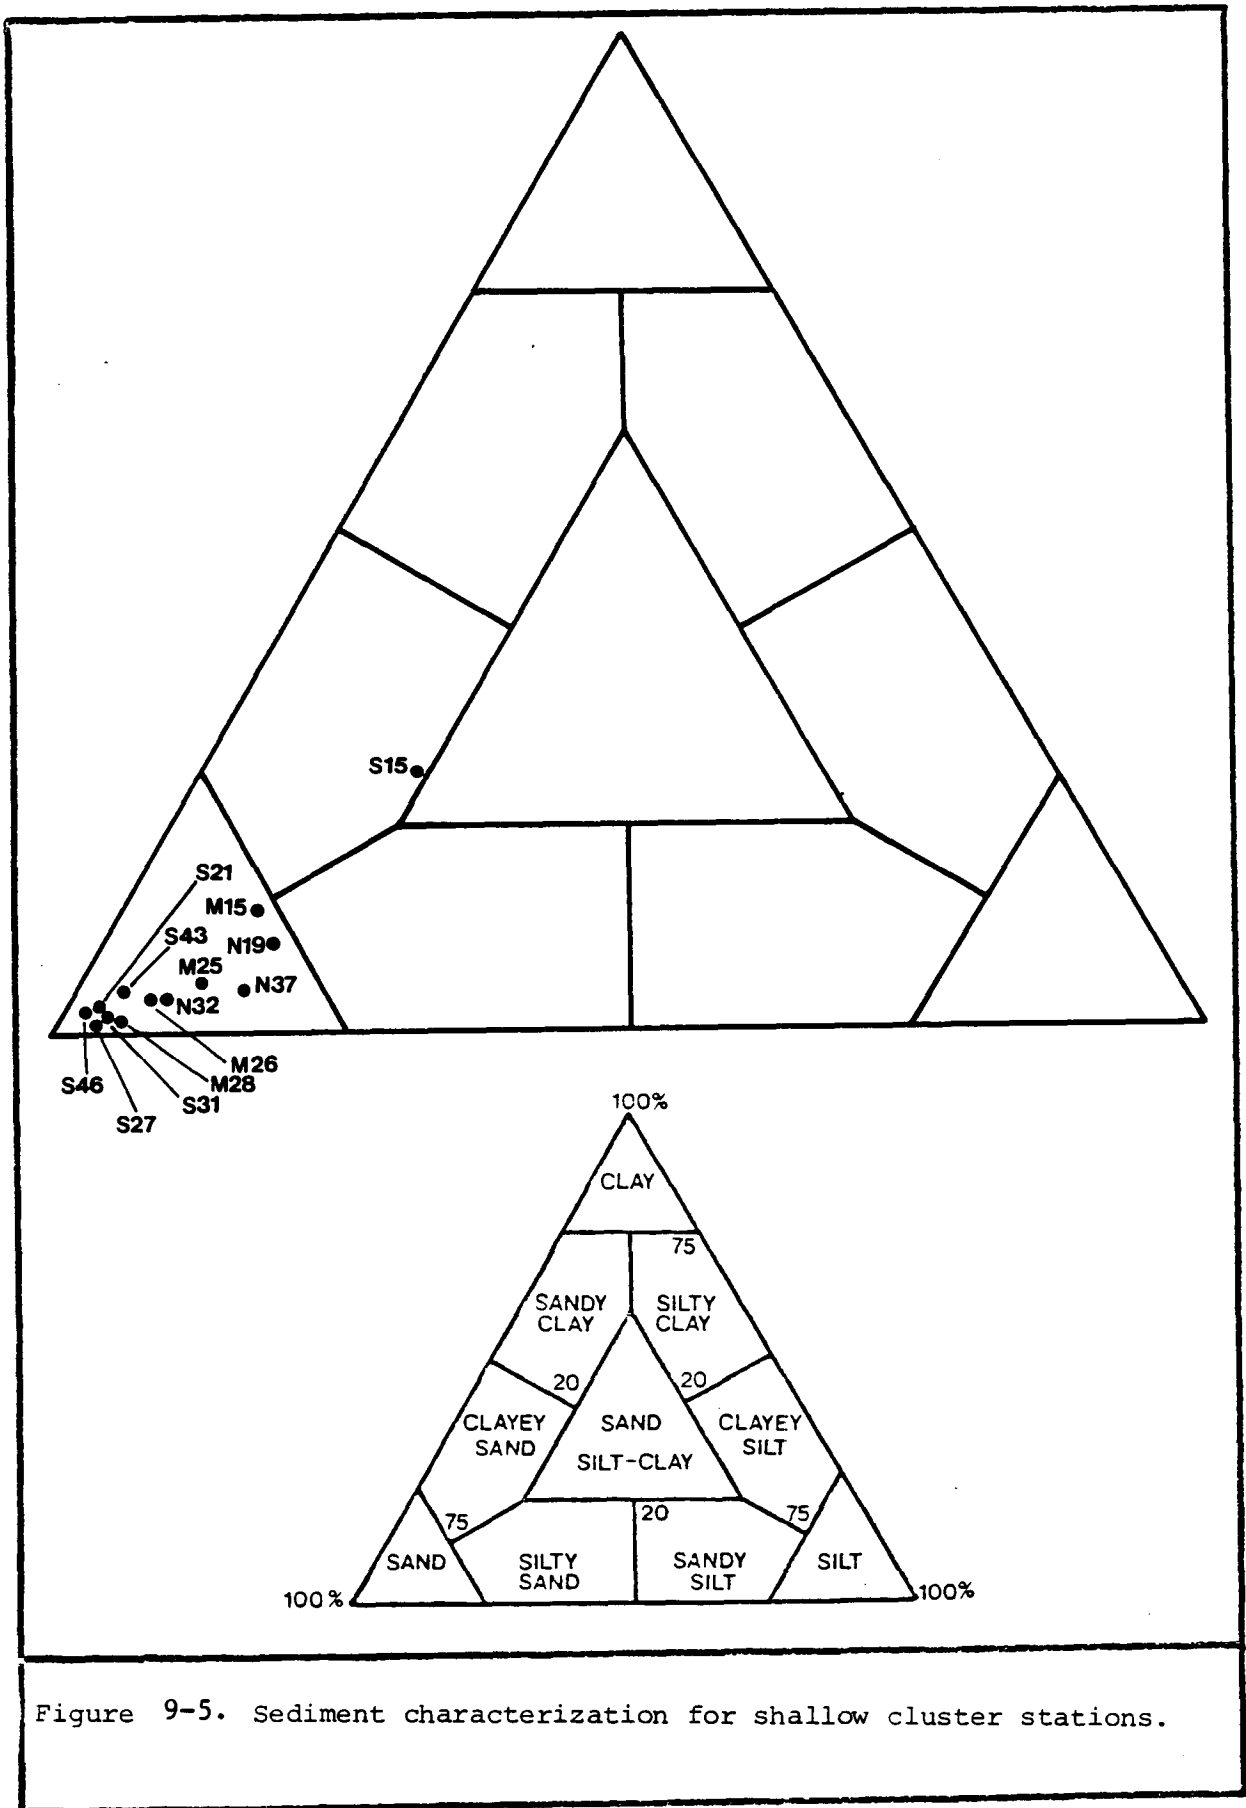 S15
S21
M15
S43
N19
M25
N37
N32
M26
S46
M28
S31
S27
100%
CLAY
75
SANDY
CLAY
SILTY
CLAY
20
20
CLAYEY
SAND
SAND
SILT-CLAY
CLAYEY
SILT
75
20
75
SAND
SILTY
SAND
SANDY
SILT
SILT
100%
100%
Figure 9-5. Sediment characterization for shallow cluster stations.